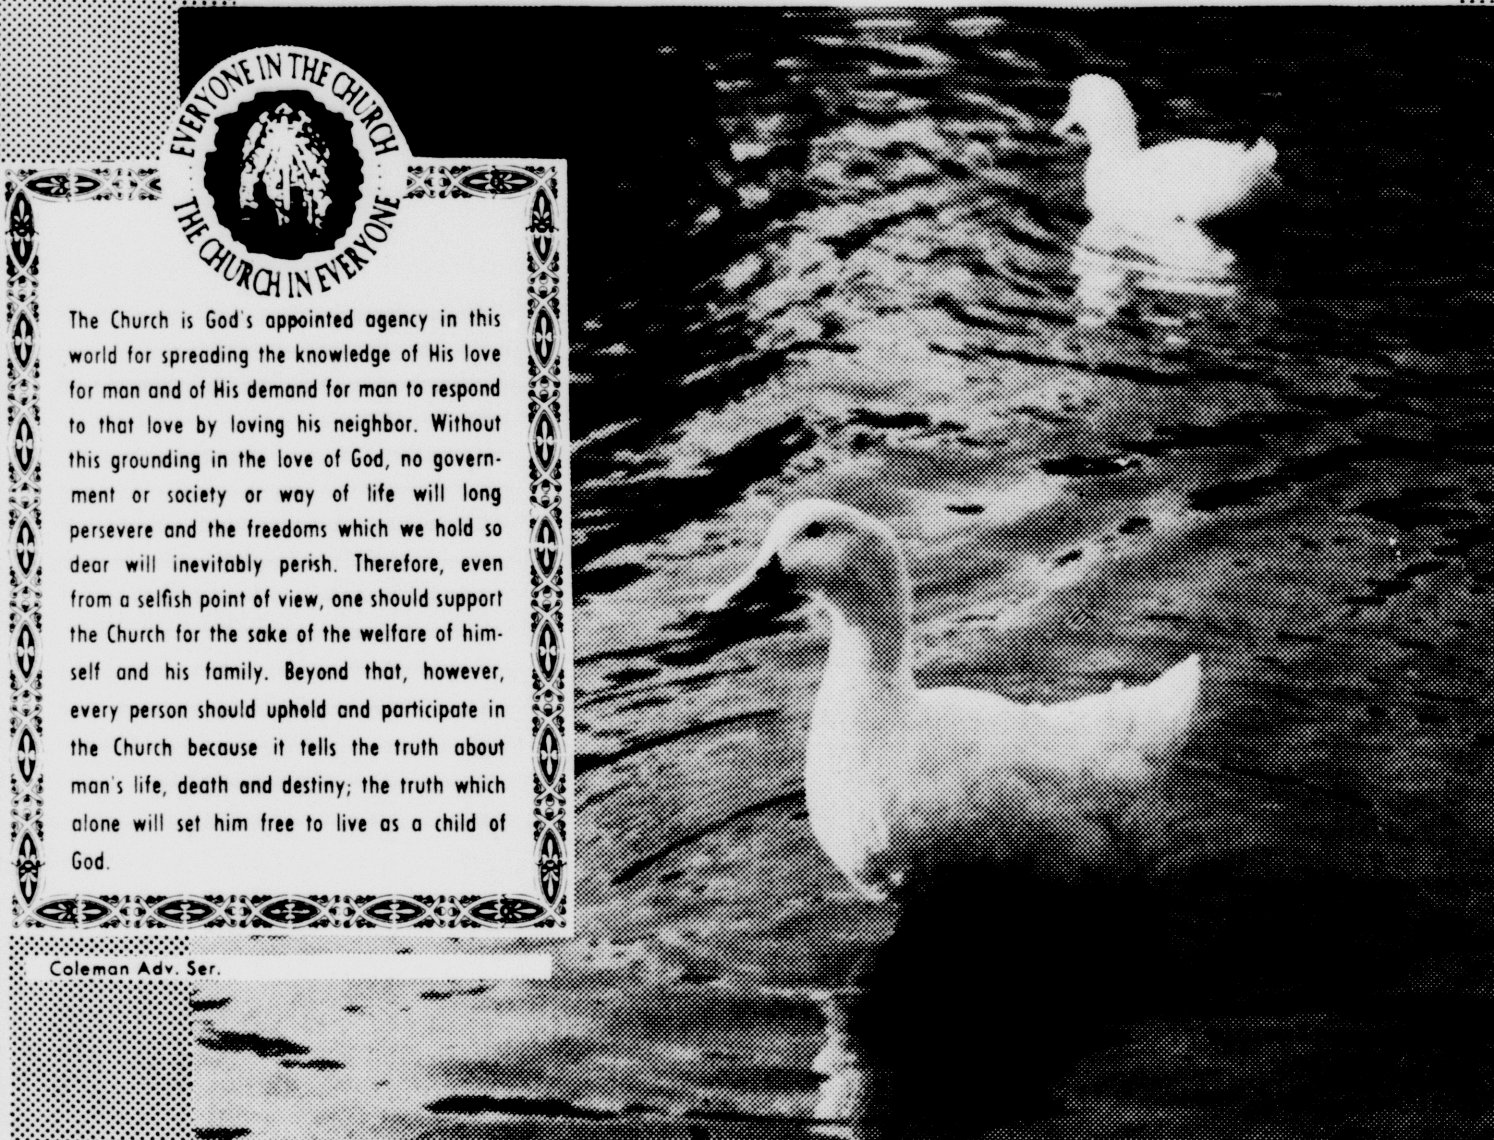 EVERYONE IN THE CHURCH
THE CHURCH IN EVERYONE
The Church is God's appointed agency in this
world for spreading the knowledge of His love
for man and of His demand for man to respond
to that love by loving his neighbor. Without
this grounding in the love of God, no govern-
ment or society or way of life will long
persevere and the freedoms which we hold so
dear will inevitably perish. Therefore, even
from a selfish point of view, one should support
the Church for the sake of the welfare of him-
self and his family. Beyond that, however,
every person should uphold and participate in
the Church because it tells the truth about
man's life, death and destiny; the truth which
alone will set him free to live as a child of
God.
Coleman Adv. Ser.